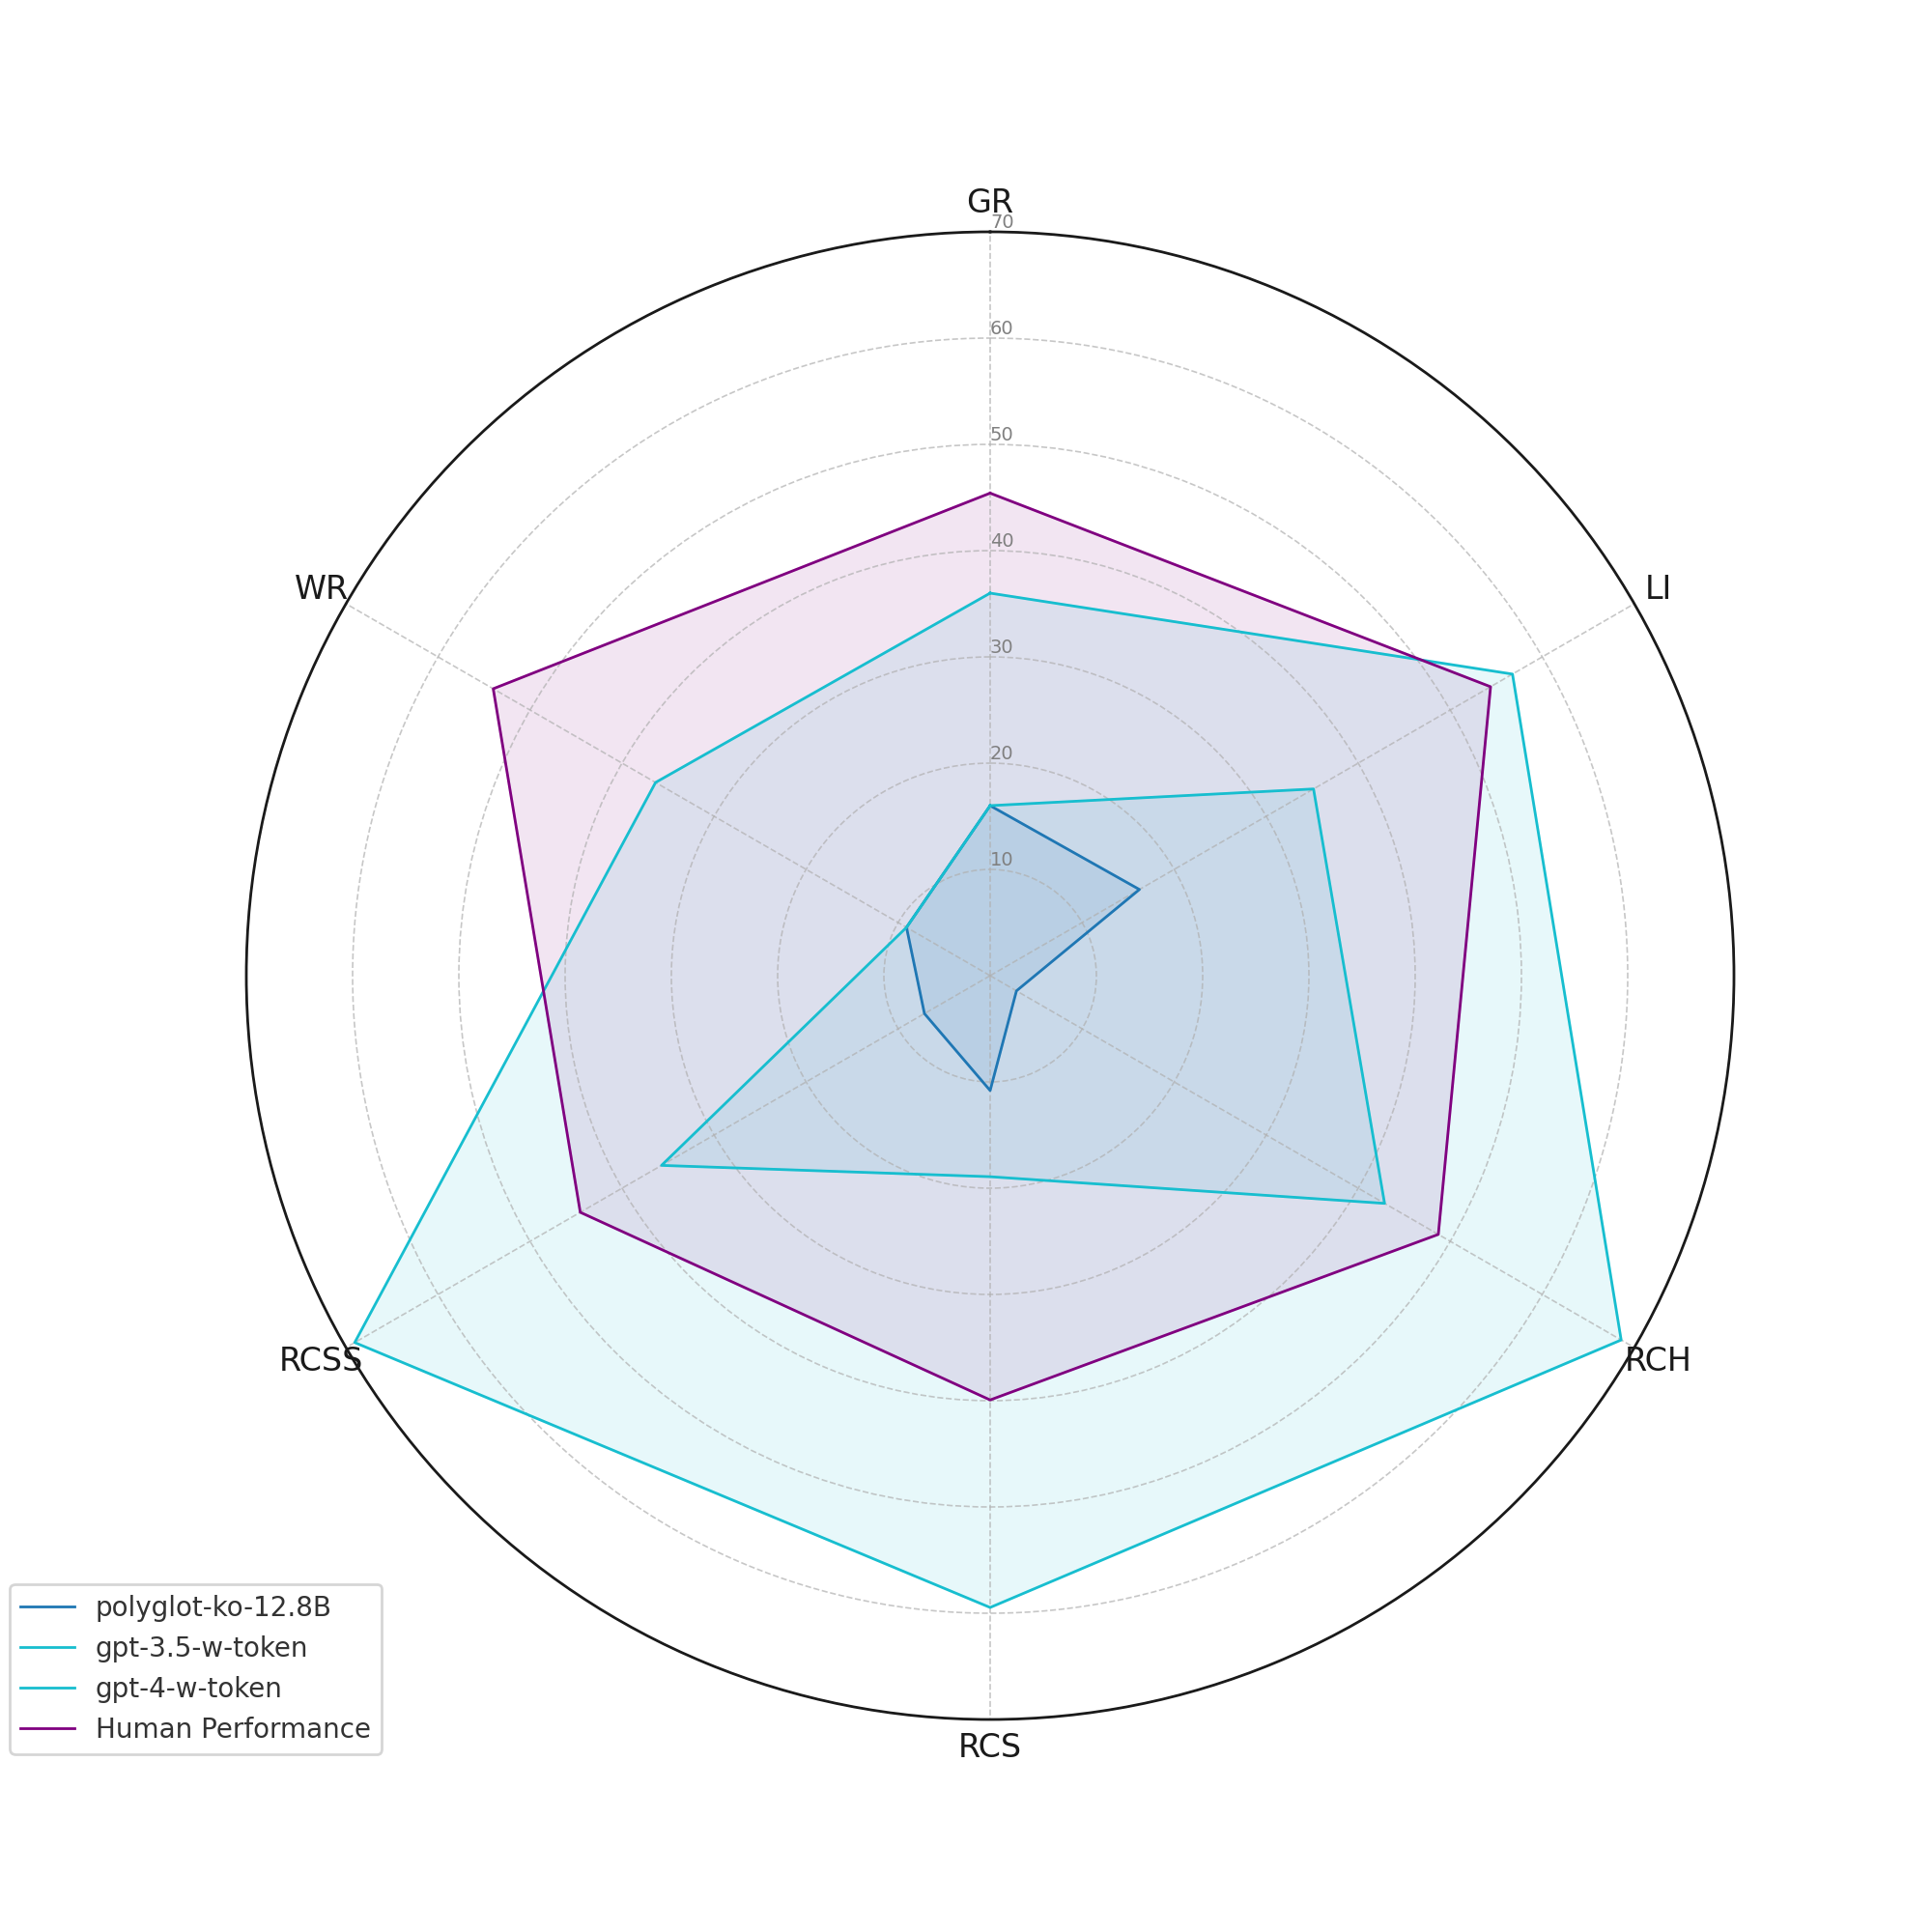 GR
70
60
50
40
30
20
10
WR
LI
RCSS
RCH
RCS
polyglot-ko-12.8B
gpt-3.5-w-token
gpt-4-w-token
Human Performance